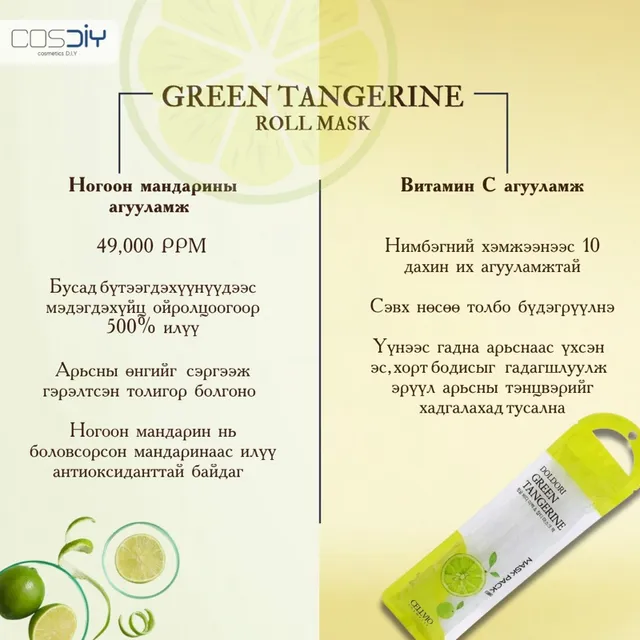 COSDIY
cosmetics D.I.Y
GREEN TANGERINE
ROLL MASK
Ногоон мандарины
агууламж
49,000 PPM
Бусад бүтээгдэхүүнүүдээс
мэдэгдэхүйц ойролцоогоор
500% илүү
Арьсны өнгийг сэргээж
гэрэлтсэн толигор болгоно
Ногоон мандарин нь
боловсорсон мандаринаас илүү
антиоксиданттай байдаг
Витамин С агууламж
Нимбэгний хэмжээнээс 10
дахин их агууламжтай
Сэвх нөсөө толбо бүдэгрүүлнэ
Үүнээс гадна арьснаас үхсэн
эс,хорт бодисыг гадагшлуулж
эрүүл арьсны тэнцвэрийг
хадгалахад тусална
DOLDORI
GREEN
TANGERINE
MASK PACK
CELLVIO